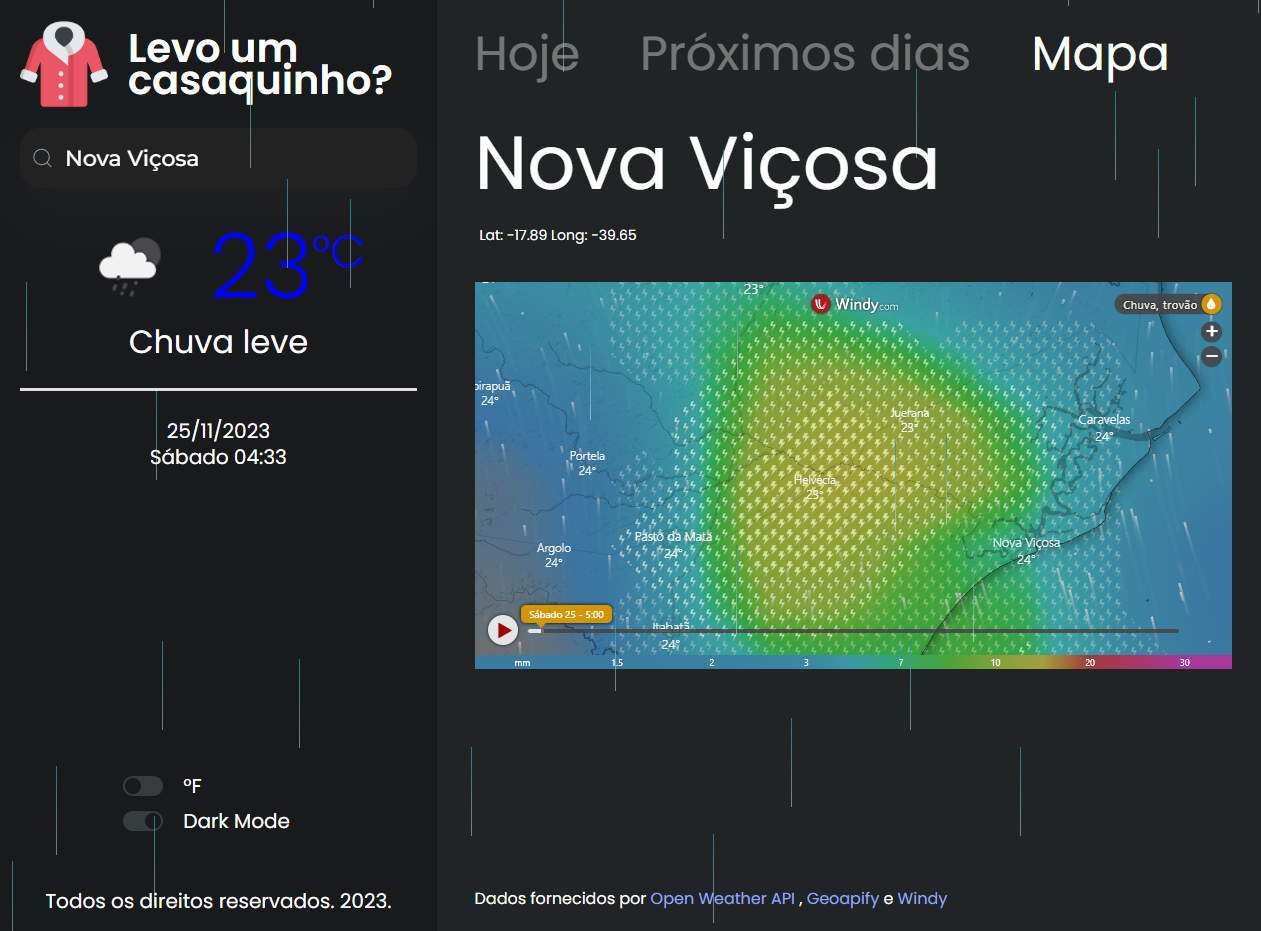 Levo um
casaquinho?
Nova Viçosa
23°C
Chuva leve
25/11/2023
Sábado 04:33
°F
Dark Mode
Todos os direitos reservados. 2023.
Hoje
Próximos dias
Mapa
Nova Viçosa
Lat: -17.89 Long: -39.65
23°
Windy.com
Chuva, trovão
+
−
24°
Juerana
23°
Caravelas
24°
Portela
24°
Helvécia
23°
Pasto da Mata
24°
Argolo
24°
Nova Viçosa
24°
Sábado 25 - 5:00
Itabatã
24°
mm 1.5 2 3 7 10 20 30
Dados fornecidos por Open Weather API , Geoapify e Windy